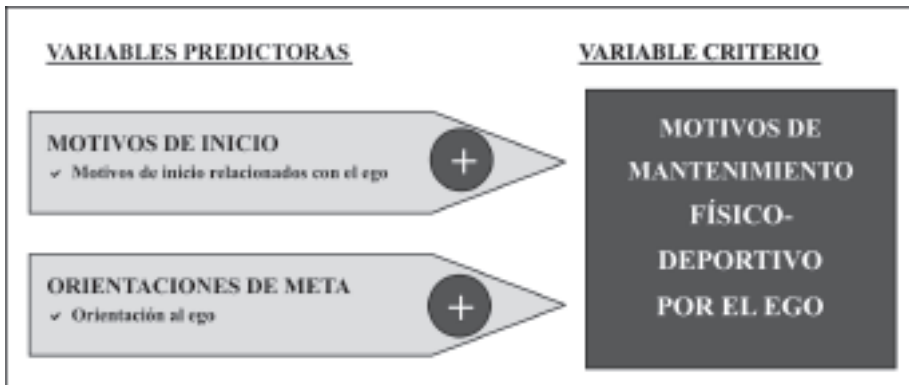 VARIABLES PREDICTORAS
MOTIVOS DE INICIO
✓ Motivos de inicio relacionados con el ego
+
ORIENTACIONES DE META
✓ Orientación al ego
+
VARIABLE CRITERIO
MOTIVOS DE
MANTENIMIENTO
FÍSICO-
DEPORTIVO
POR EL EGO